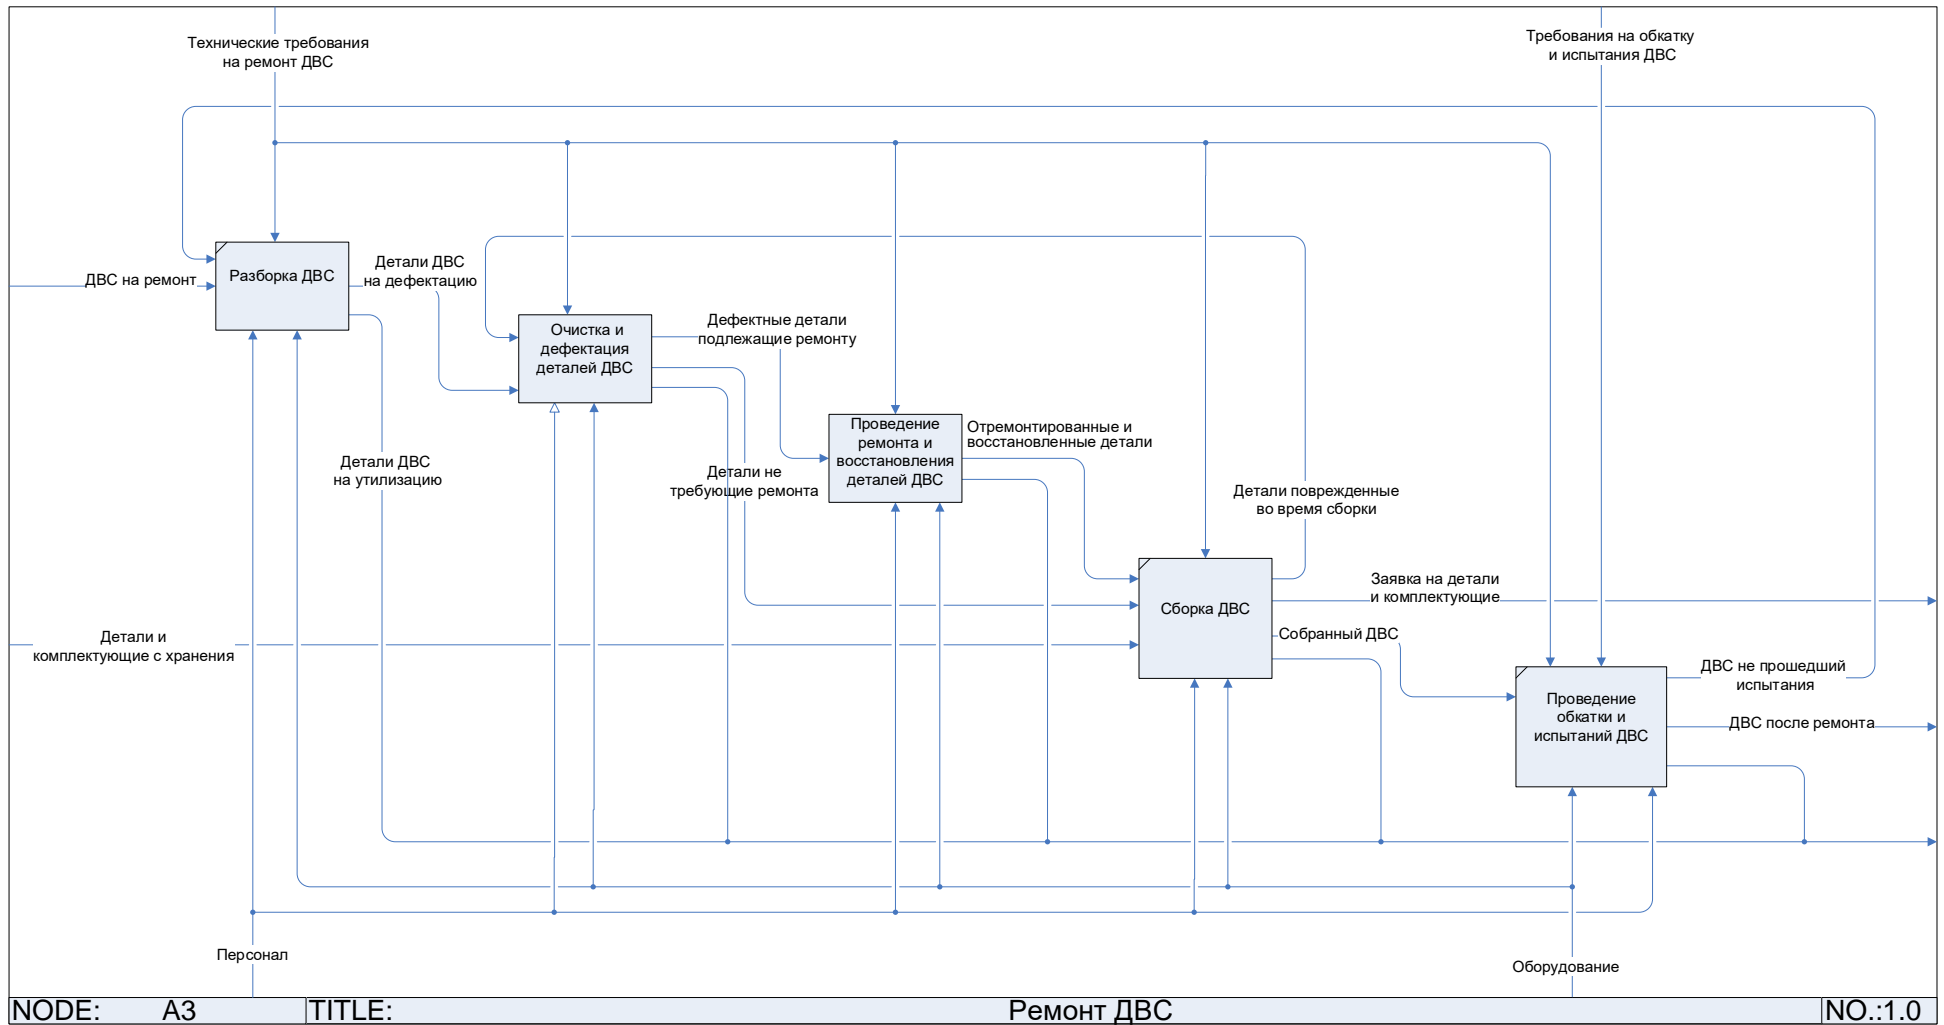 Технические требования
на ремонт ДВС
Требования на обкатку
и испытания ДВС
ДВС на ремонт
Разборка ДВС
Детали ДВС
на дефектацию
Очистка и
дефектация
деталей ДВС
Дефектные детали
подлежащие ремонту
Детали ДВС
на утилизацию
Детали не
требующие ремонта
Проведение
ремонта и
восстановления
деталей ДВС
Отремонтированные и
восстановленные детали
Детали поврежденные
во время сборки
Детали и
комплектующие с хранения
Сборка ДВС
Заявка на детали
и комплектующие
Собранный ДВС
Проведение
обкатки и
испытаний ДВС
ДВС не прошедший
испытания
ДВС после ремонта
Персонал
Оборудование
NODE: A3 TITLE: Ремонт ДВС NO.:1.0